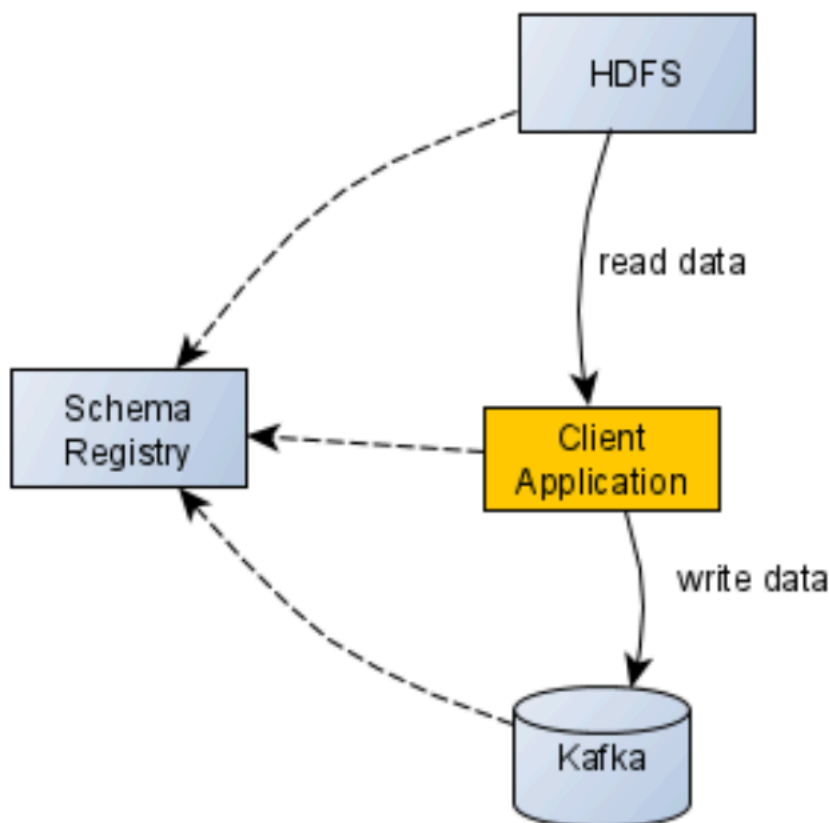 HDFS
read data
Schema
Registry
Client
Application
write data
Kafka